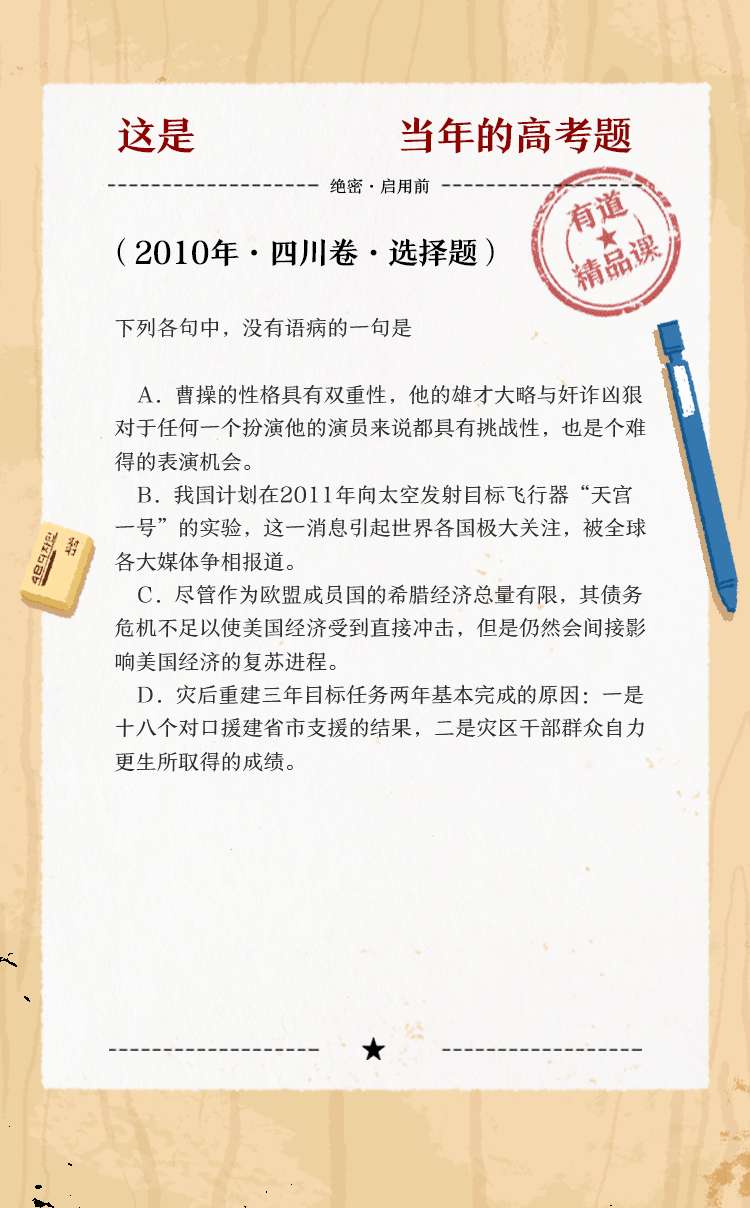 这是 当年的高考题
绝密·启用前
有道
精品课
（2010年·四川卷·选择题）
下列各句中，没有语病的一句是
A．曹操的性格具有双重性，他的雄才大略与奸诈凶狠
对于任何一个扮演他的演员来说都具有挑战性，也是个难
得的表演机会。
B．我国计划在2011年向太空发射目标飞行器“天宫
一号”的实验，这一消息引起世界各国极大关注，被全球
各大媒体争相报道。
C．尽管作为欧盟成员国的希腊经济总量有限，其债务
危机不足以使美国经济受到直接冲击，但是仍然会间接影
响美国经济的复苏进程。
D．灾后重建三年目标任务两年基本完成的原因：一是
十八个对口援建省市支援的结果，二是灾区干部群众自力
更生所取得的成绩。